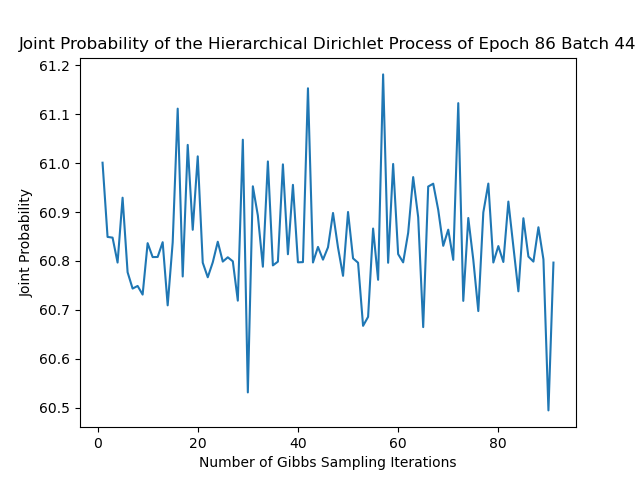 Joint Probability of the Hierarchical Dirichlet Process of Epoch 86 Batch 44
61.2
61.1
61.0
60.9
60.8
60.7
60.6
60.5
Joint Probability
0 20 40 60 80
Number of Gibbs Sampling Iterations